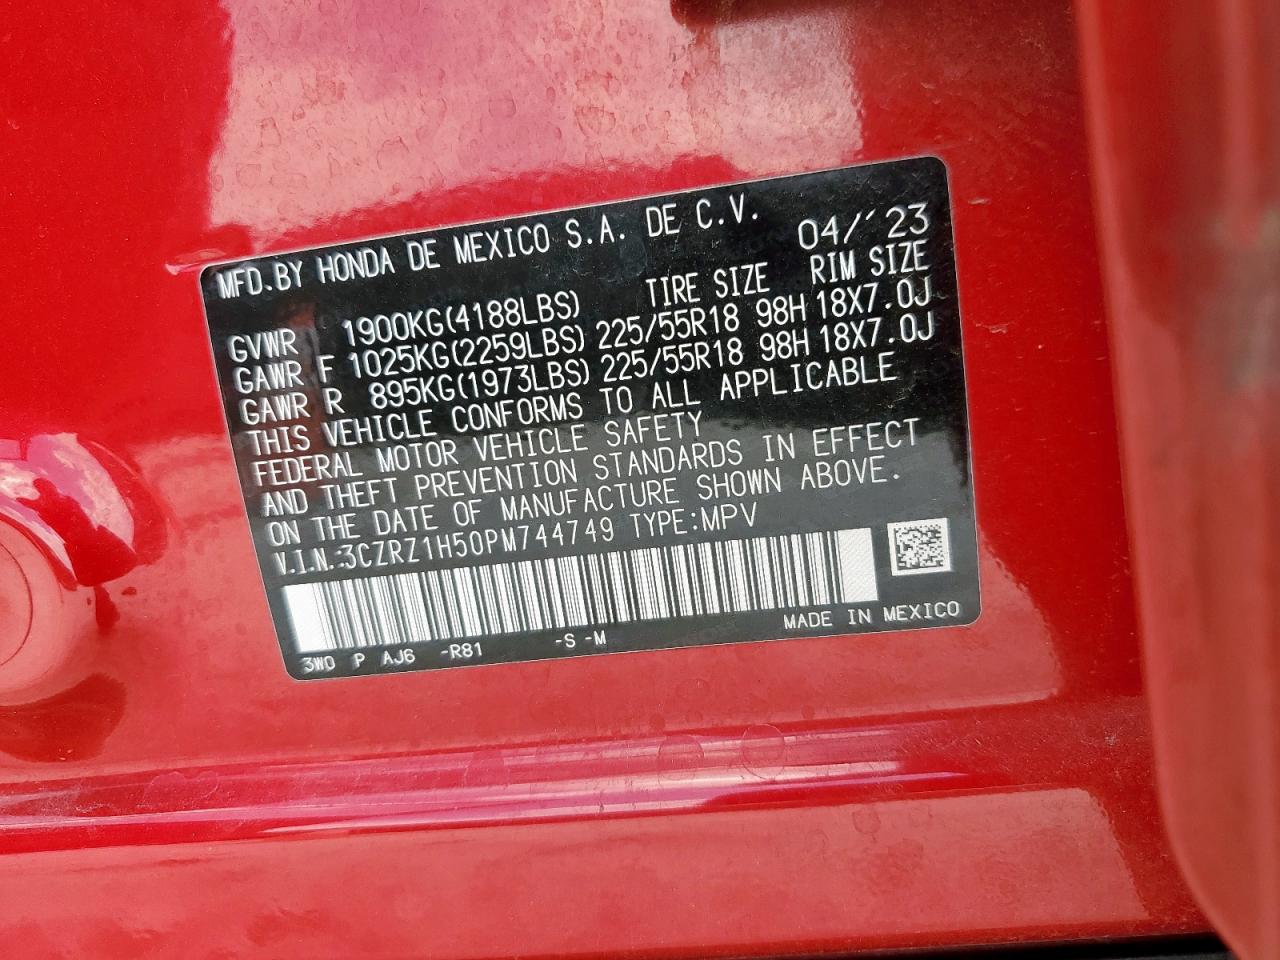 MFD.BY HONDA DE MEXICO S.A. DE C.V. 04/'23
GVWR 1900KG(4188LBS) TIRE SIZE RIM SIZE
GAWR F 1025KG(2259LBS) 225/55R18 98H 18X7.0J
GAWR R 895KG(1973LBS) 225/55R18 98H 18X7.0J
THIS VEHICLE CONFORMS TO ALL APPLICABLE
FEDERAL MOTOR VEHICLE SAFETY
AND THEFT PREVENTION STANDARDS IN EFFECT
ON THE DATE OF MANUFACTURE SHOWN ABOVE.
V.I.N.:3CZRZ1H50PM744749 TYPE:MPV
MADE IN MEXICO
3W0 P AJ6 -R81 -S -M